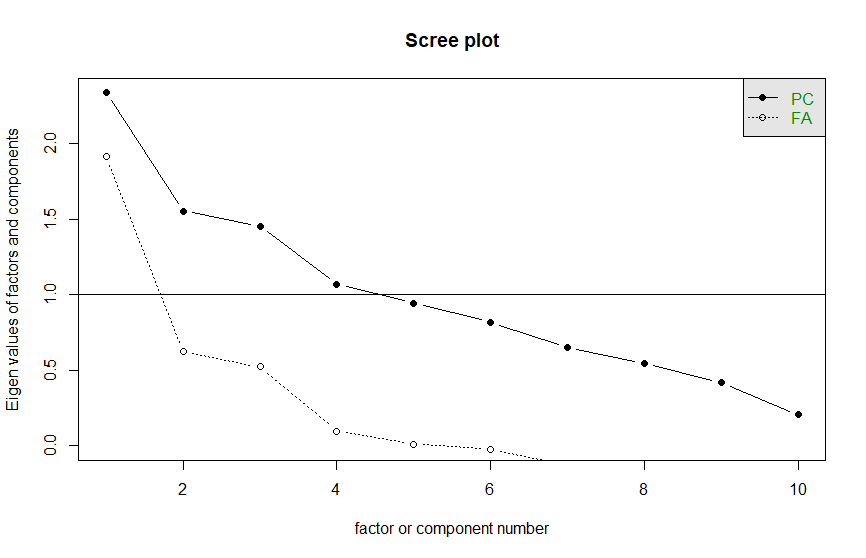 Scree plot
PC
FA
Eigen values of factors and components
2.0
1.5
1.0
0.5
0.0
2 4 6 8 10
factor or component number